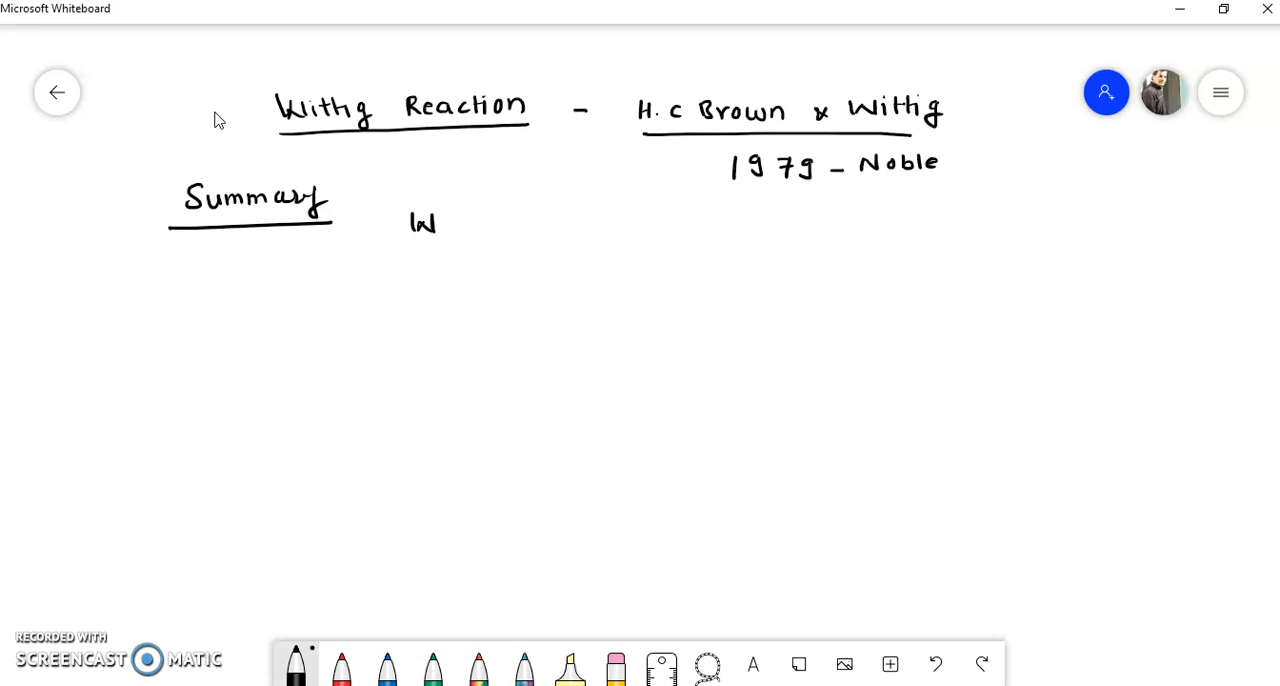 Microsoft Whiteboard
Wittig Reaction - H.C Brown & Wittig
1979 - Noble
Summary W
RECORDED WITH
SCREENCAST MATIC
A